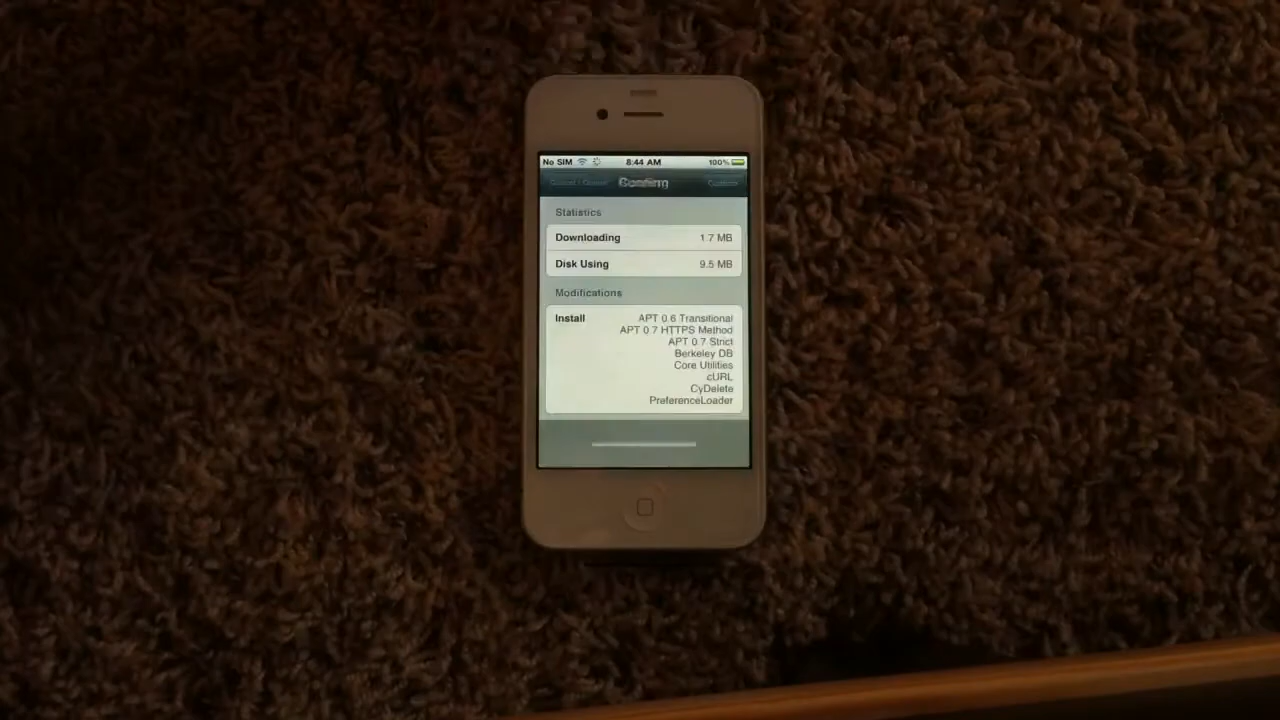 No SIM 8:44 AM 100%
Statistics
Downloading 1.7 MB
Disk Using 9.5 MB
Modifications
Install APT 0.6 Transitional
APT 0.7 HTTPS Method
APT 0.7 Strict
Berkeley DB
Core Utilities
cURL
CyDelete
PreferenceLoader